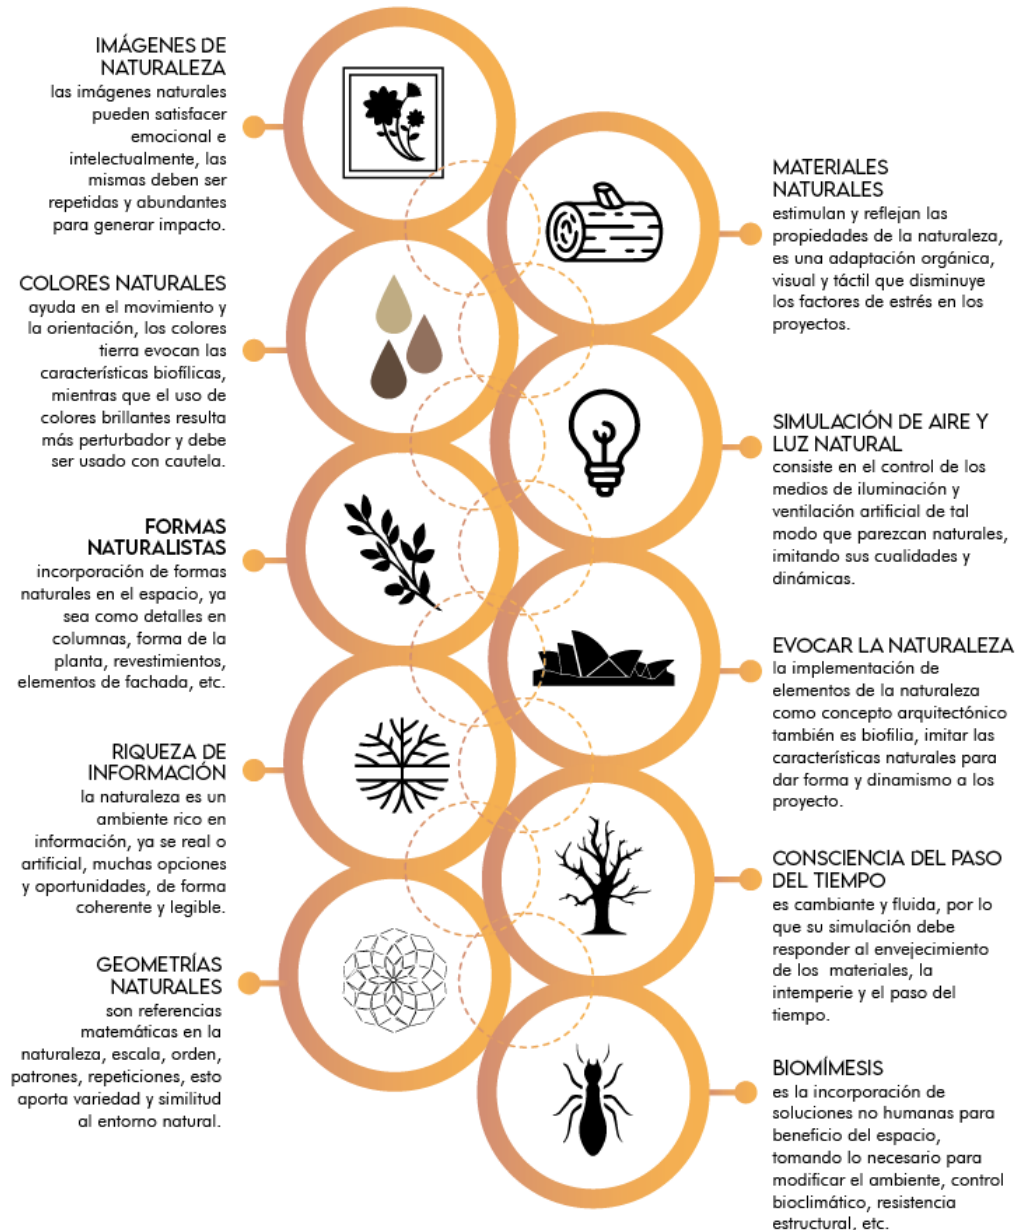 IMÁGENES DE
NATURALEZA
las imágenes naturales
pueden satisfacer
emocional e
intelectualmente, las
mismas deben ser
repetidas y abundantes
para generar impacto.
MATERIALES
NATURALES
estimulan y reflejan las
propiedades de la naturaleza,
es una adaptación orgánica,
visual y táctil que disminuye
los factores de estrés en los
proyectos.
COLORES NATURALES
ayuda en el movimiento y
la orientación, los colores
tierra evocan las
características biofílicas,
mientras que el uso de
colores brillantes resulta
más perturbador y debe
ser usado con cautela.
SIMULACIÓN DE AIRE Y
LUZ NATURAL
consiste en el control de los
medios de iluminación y
ventilación artificial de tal
modo que parezcan naturales,
imitando sus cualidades y
dinámicas.
FORMAS
NATURALISTAS
incorporación de formas
naturales en el espacio, ya
sea como detalles en
columnas, forma de la
planta, revestimientos,
elementos de fachada, etc.
EVOCAR LA NATURALEZA
la implementación de
elementos de la naturaleza
como concepto arquitectónico
también es biofilia, imitar las
características naturales para
dar forma y dinamismo a los
proyecto.
RIQUEZA DE
INFORMACIÓN
la naturaleza es un
ambiente rico en
información, ya se real o
artificial, muchas opciones
y oportunidades, de forma
coherente y legible.
CONSCIENCIA DEL PASO
DEL TIEMPO
es cambiante y fluida, por lo
que su simulación debe
responder al envejecimiento
de los materiales, la
intemperie y el paso del
tiempo.
GEOMETRÍAS
NATURALES
son referencias
matemáticas en la
naturaleza, escala, orden,
patrones, repeticiones, esto
aporta variedad y similitud
al entorno natural.
BIOMÍMESIS
es la incorporación de
soluciones no humanas para
beneficio del espacio,
tomando lo necesario para
modificar el ambiente, control
bioclimático, resistencia
estructural, etc.